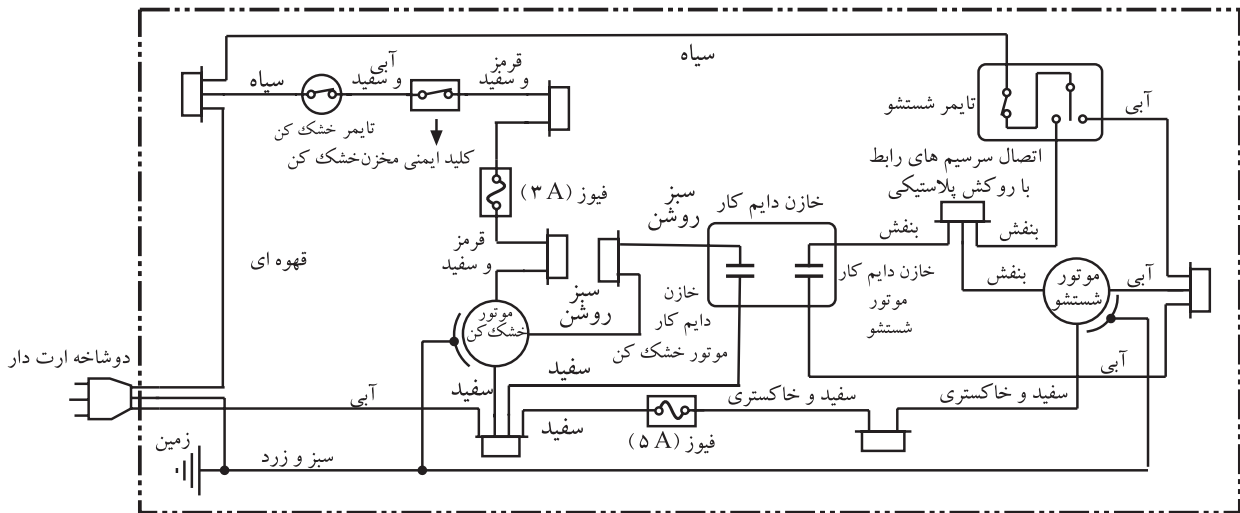 سیاه
قرمز
و سفید
آبی
و سفید
سیاه
تایمر خشک کن
کلید ایمنی مخزن خشک کن
تایمر شستشو
آبی
اتصال سرسیم های رابط
با روکش پلاستیکی
فیوز (۳ A)
سبز
روشن
خازن دایم کار
بنفش
بنفش
قرمز
و سفید
قهوه ای
خازن دایم کار
موتور
شستشو
بنفش
موتور
شستشو
آبی
سبز
روشن
خازن
دایم کار
موتور خشک کن
موتور
خشک کن
دوشاخه ارت دار
آبی
سفید
سفید
آبی
سفید و خاکستری
سفید و خاکستری
سفید
فیوز (۵ A)
زمین
سبز و زرد